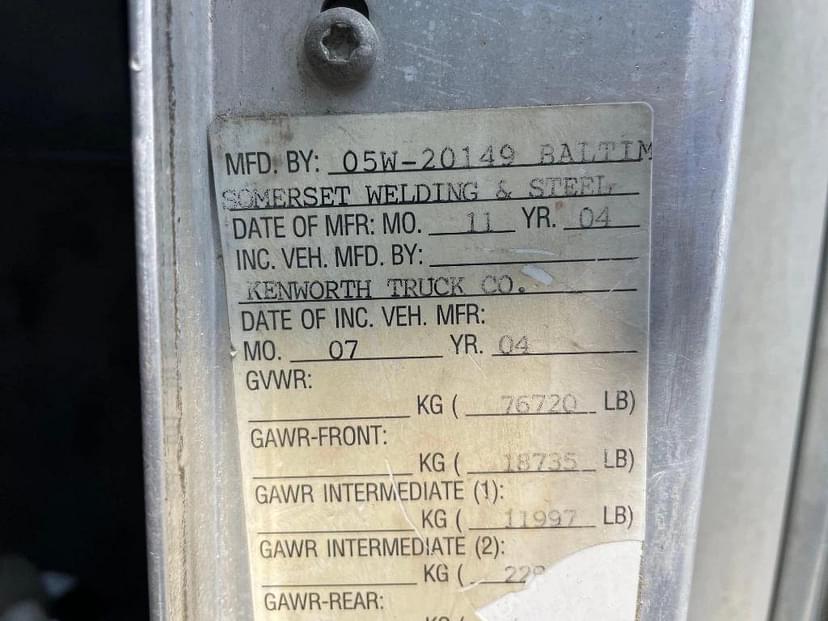 MFD. BY: 05W-20149 BALTIM
SOMERSET WELDING & STEEL
DATE OF MFR: MO. 11 YR. 04
INC. VEH. MFD. BY:
KENWORTH TRUCK CO.
DATE OF INC. VEH. MFR:
MO. 07 YR. 04
GVWR:
KG ( 76720 LB)
GAWR-FRONT:
KG ( 18735 LB)
GAWR INTERMEDIATE (1):
KG ( 11997 LB)
GAWR INTERMEDIATE (2):
KG ( 22
GAWR-REAR:
KG (